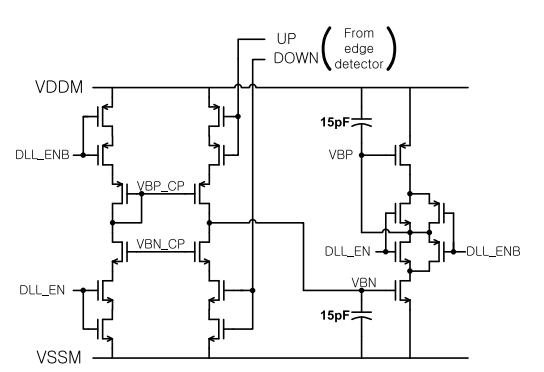 UP
DOWN
From
edge
detector
VDDM
15pF
DLL_ENB
VBP
VBP_CP
VBN_CP
DLL_EN
DLL_ENB
DLL_EN
VBN
15pF
VSSM